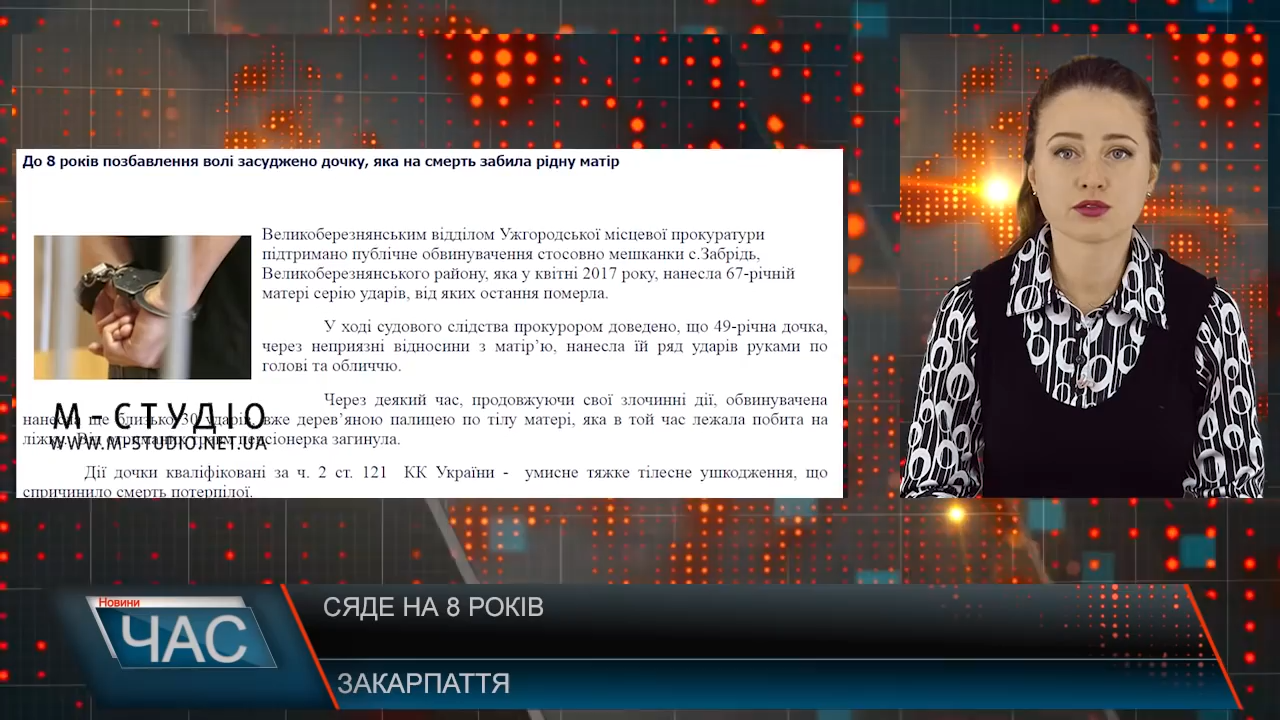 До 8 років позбавлення волі засуджено дочку, яка на смерть забила рідну матір
Великоберезнянським відділом Ужгородської місцевої прокуратури
підтримано публічне обвинувачення стосовно мешканки с.Забрідь,
Великоберезнянського району, яка у квітні 2017 року, нанесла 67-річній
матері серію ударів, від яких остання померла.
У ході судового слідства прокурором доведено, що 49-річна дочка,
через неприязні відносини з матір’ю, нанесла їй ряд ударів руками по
голові та обличчю.
Через деякий час, продовжуючи свої злочинні дії, обвинувачена
ще близько 30 ударів, вже дерев’яною палицею по тілу матері, яка в той час лежала побита на
пенсіонерка загинула.
М-СТУДІО
WWW.M-STUDIO.NET.UA
Дії дочки кваліфіковані за ч. 2 ст. 121 КК України - умисне тяжке тілесне ушкодження, що
спричинило смерть потерпілої.
Новини
ЧАС
СЯДЕ НА 8 РОКІВ
ЗАКАРПАТТЯ